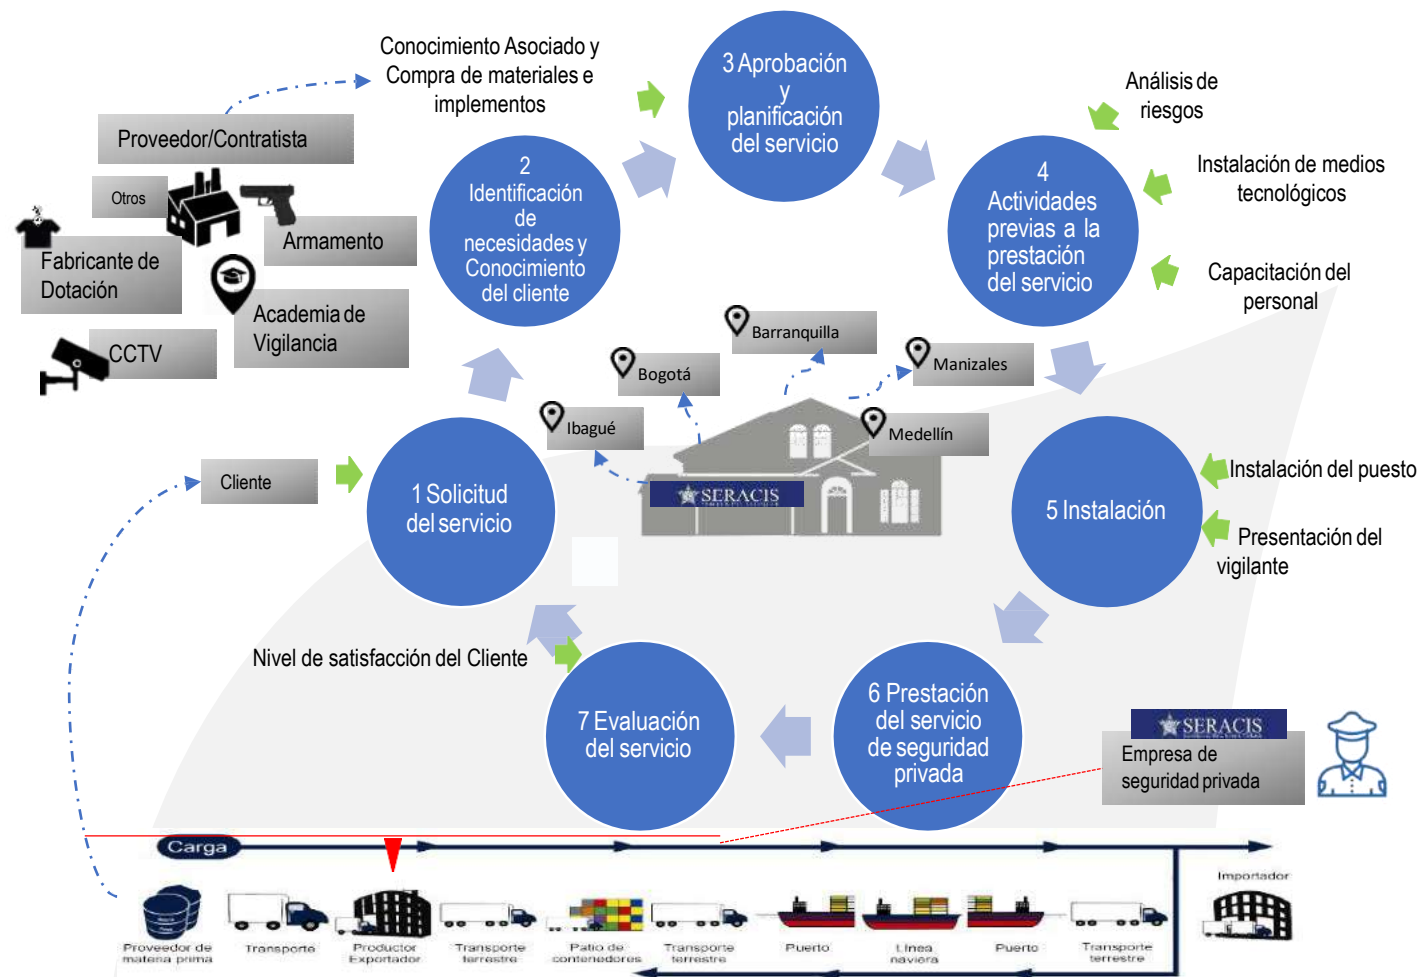 Conocimiento Asociado y
Compra de materiales e
implementos
3 Aprobación
y
planificación
del servicio
Análisis de
riesgos
Proveedor/Contratista
2
Identificación
de
necesidades y
Conocimiento
del cliente
4
Actividades
previas a la
prestación
del servicio
Instalación de medios
tecnológicos
Otros
Armamento
Fabricante de
Dotación
Capacitación del
personal
Academia de
Vigilancia
CCTV
Barranquilla
Bogotá
Manizales
Ibagué
Medellín
Cliente
1 Solicitud
del servicio
SERACIS
5 Instalación
Instalación del puesto
Presentación del
vigilante
Nivel de satisfacción del Cliente
7 Evaluación
del servicio
6 Prestación
del servicio
de seguridad
privada
SERACIS
Empresa de
seguridad privada
Carga
Importador
Proveedor de
materia prima
Transporte
Productor
Exportador
Transporte
terrestre
Patio de
contenedores
Transporte
terrestre
Puerto
Línea
naviera
Puerto
Transporte
terrestre